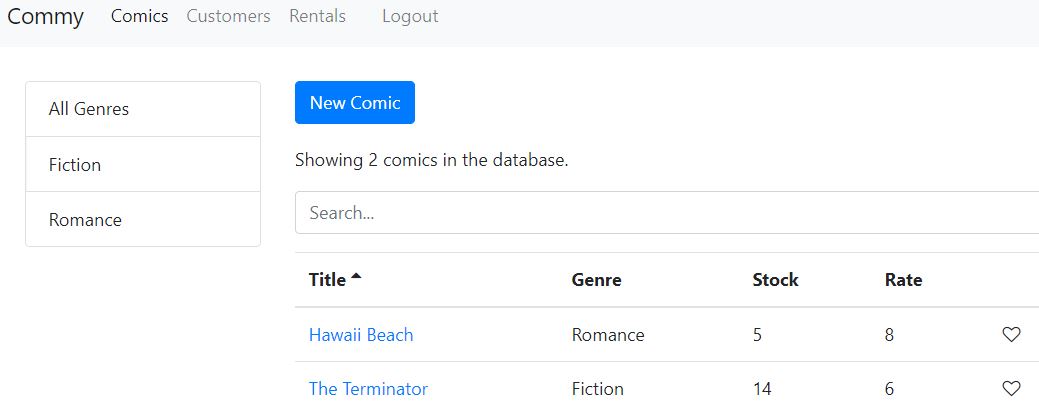 Commy Comics Customers Rentals Logout
All Genres
Fiction
Romance
New Comic
Showing 2 comics in the database.
Search...
Title Genre Stock Rate
Hawaii Beach Romance 5 8
The Terminator Fiction 14 6